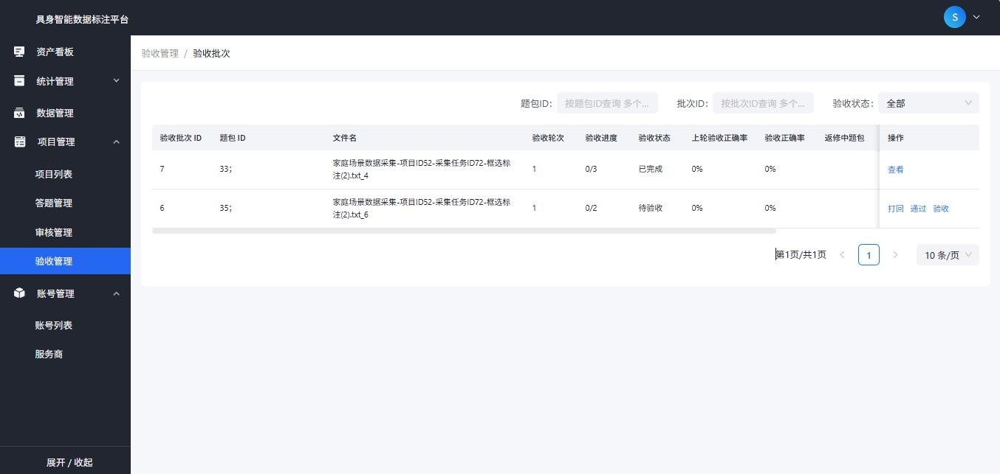 具身智能数据标注平台
S
资产看板
统计管理
数据管理
项目管理
项目列表
答题管理
审核管理
验收管理
账号管理
账号列表
服务商
展开 / 收起
验收管理 / 验收批次
题包ID: 按题包ID查询 多个... 批次ID: 按批次ID查询 多个... 验收状态: 全部
验收批次 ID 题包 ID 文件名 验收轮次 验收进度 验收状态 上轮验收正确率 验收正确率 返修中题包 操作
7 33; 家庭场景数据采集-项目ID52-采集任务ID72-框选标 1 0/3 已完成 0% 0% 查看
注(2).txt_4
6 35; 家庭场景数据采集-项目ID52-采集任务ID72-框选标 1 0/2 待验收 0% 0% 打回 通过 验收
注(2).txt_6
第1页/共1页 < 1 > 10 条/页